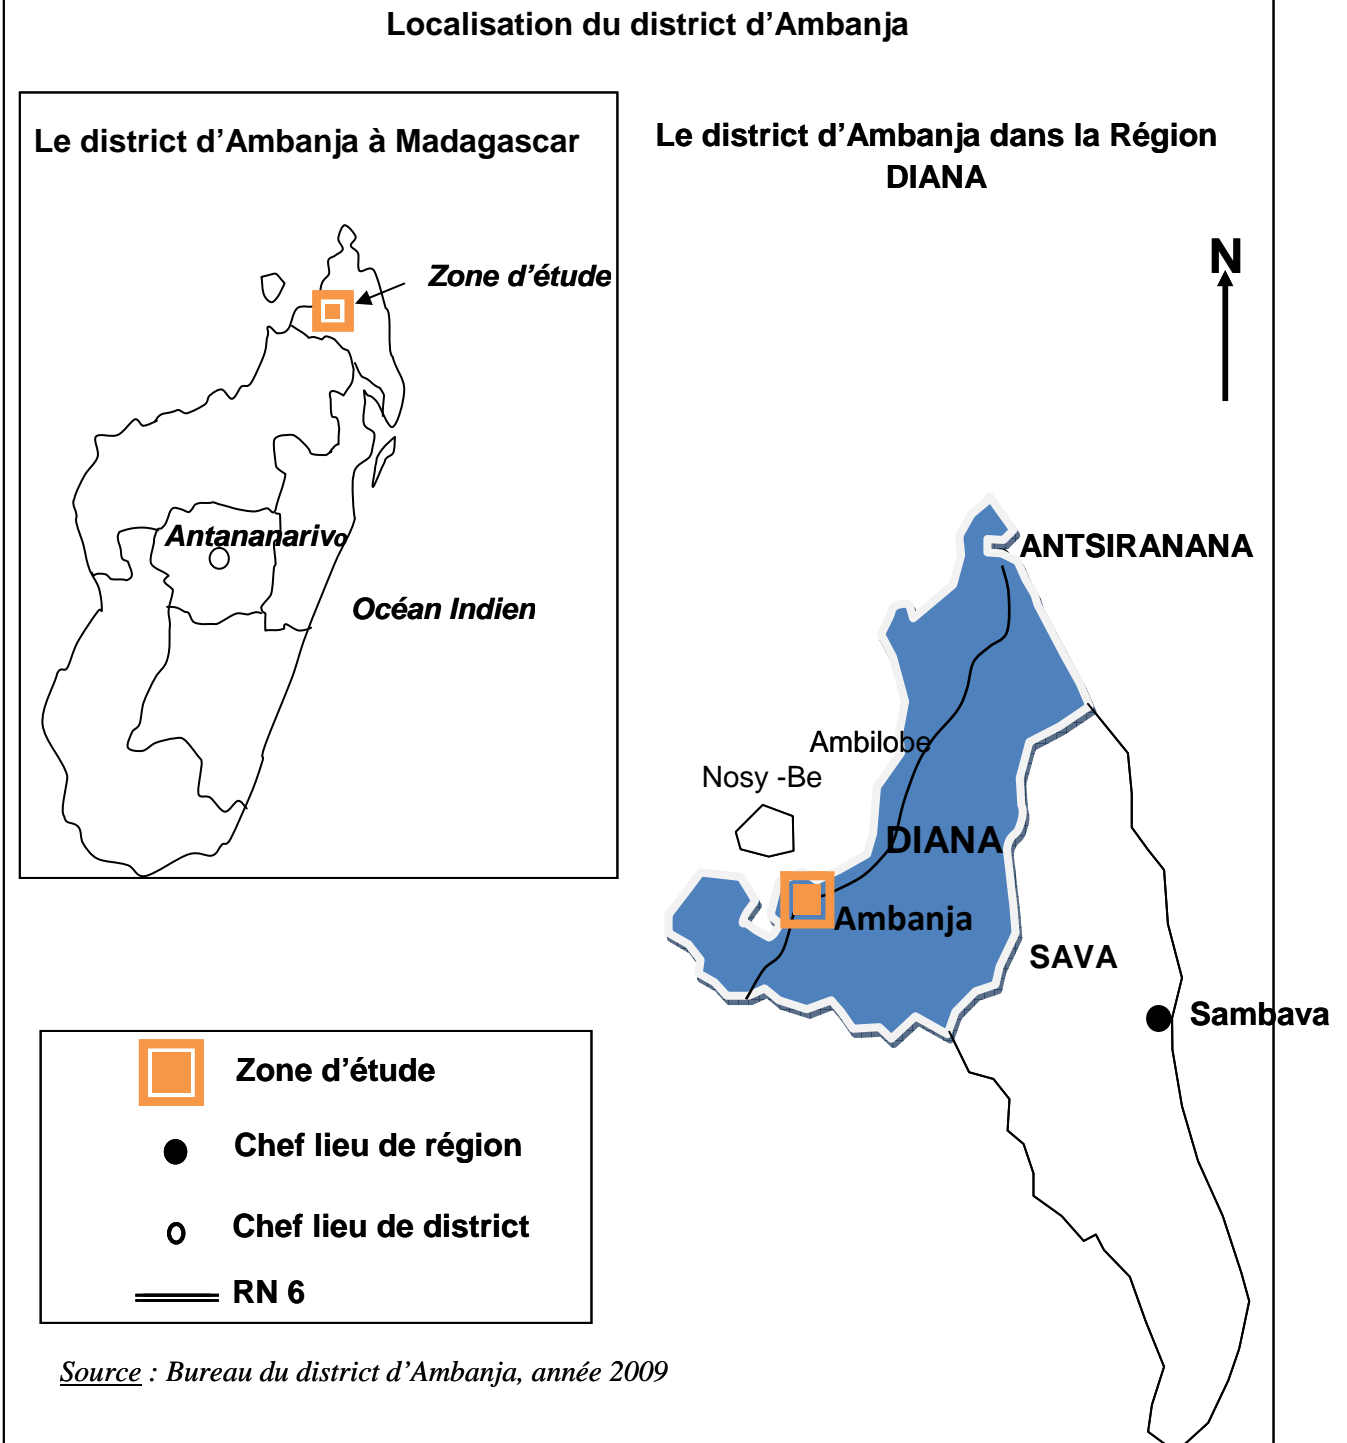 Localisation du district d’Ambanja
Le district d’Ambanja à Madagascar
Zone d’étude
Antananarivo
Océan Indien
Le district d’Ambanja dans la Région
DIANA
N
ANTSIRANANA
Ambilobe
Nosy -Be
DIANA
Ambanja
SAVA
Sambava
Zone d’étude
Chef lieu de région
Chef lieu de district
RN 6
Source : Bureau du district d’Ambanja, année 2009